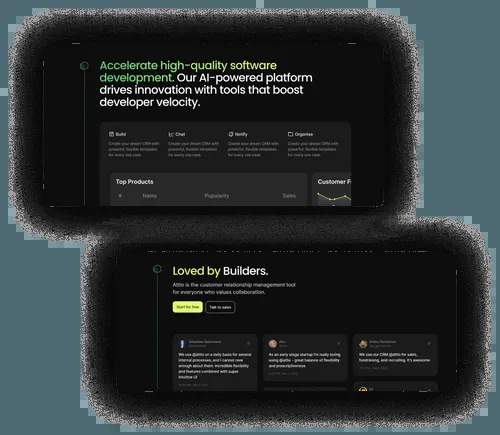 Accelerate high-quality software
development. Our AI-powered platform
drives innovation with tools that boost
developer velocity.
Build
Chat
Notify
Organise
Create your dream CRM with
powerful, flexible templates
for every use case.
Create your dream CRM with
powerful, flexible templates
for every use case.
Create your dream CRM with
powerful, flexible templates
for every use case.
Create your dream CRM with
powerful, flexible templates
for every use case.
Top Products
# Name Popularity Sales
Customer F
Loved by Builders.
Attio is the customer relationship management tool
for everyone who values collaboration.
Start for free
Talk to sales
We use @attio on a daily basis for several
internal processes, and I cannot rave
enough about them. Incredible flexibility
and features combined with super
intuitive UI
As an early stage startup I'm really loving
using @attio - great balance of flexibility
and prescriptiveness
We use our CRM @attio for sales,
fundraising, and recruiting. It's awesome